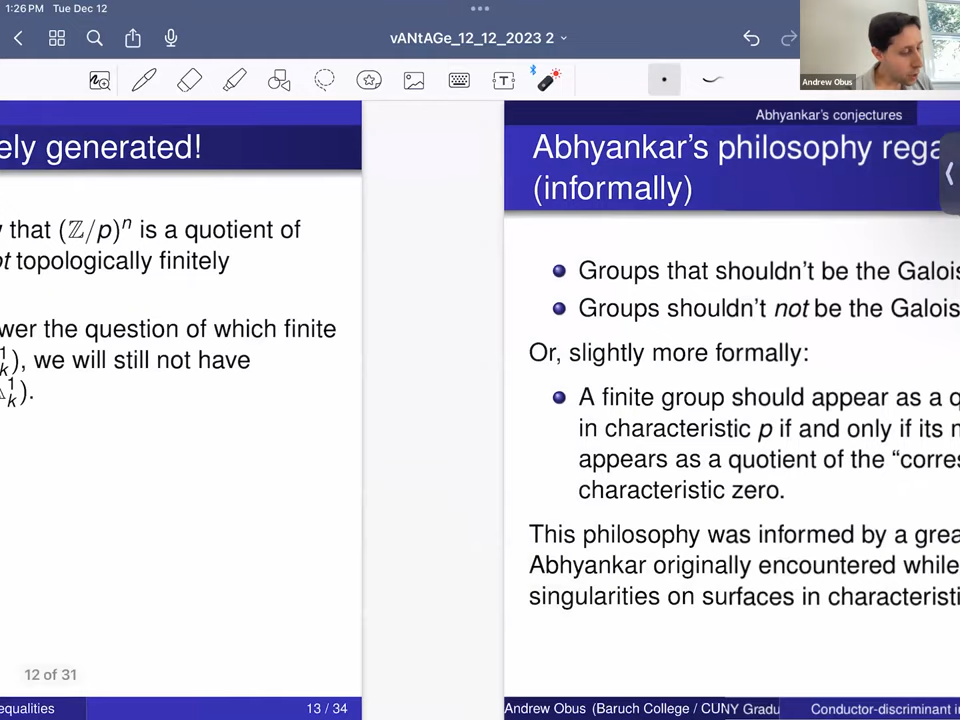 1:26 PM Tue Dec 12
vANtAGe_12_12_2023 2
Andrew Obus
ely generated!
that (ℤ/p)ⁿ is a quotient of
topologically finitely
wer the question of which finite
we will still not have
12 of 31
equalities
13 / 34
Abhyankar's conjectures
Abhyankar's philosophy rega
(informally)
Groups that shouldn't be the Galois
Groups shouldn't not be the Galois
Or, slightly more formally:
A finite group should appear as a q
in characteristic p if and only if its m
appears as a quotient of the “corres
characteristic zero.
This philosophy was informed by a grea
Abhyankar originally encountered while
singularities on surfaces in characteristi
Andrew Obus (Baruch College / CUNY Gradu
Conductor-discriminant i